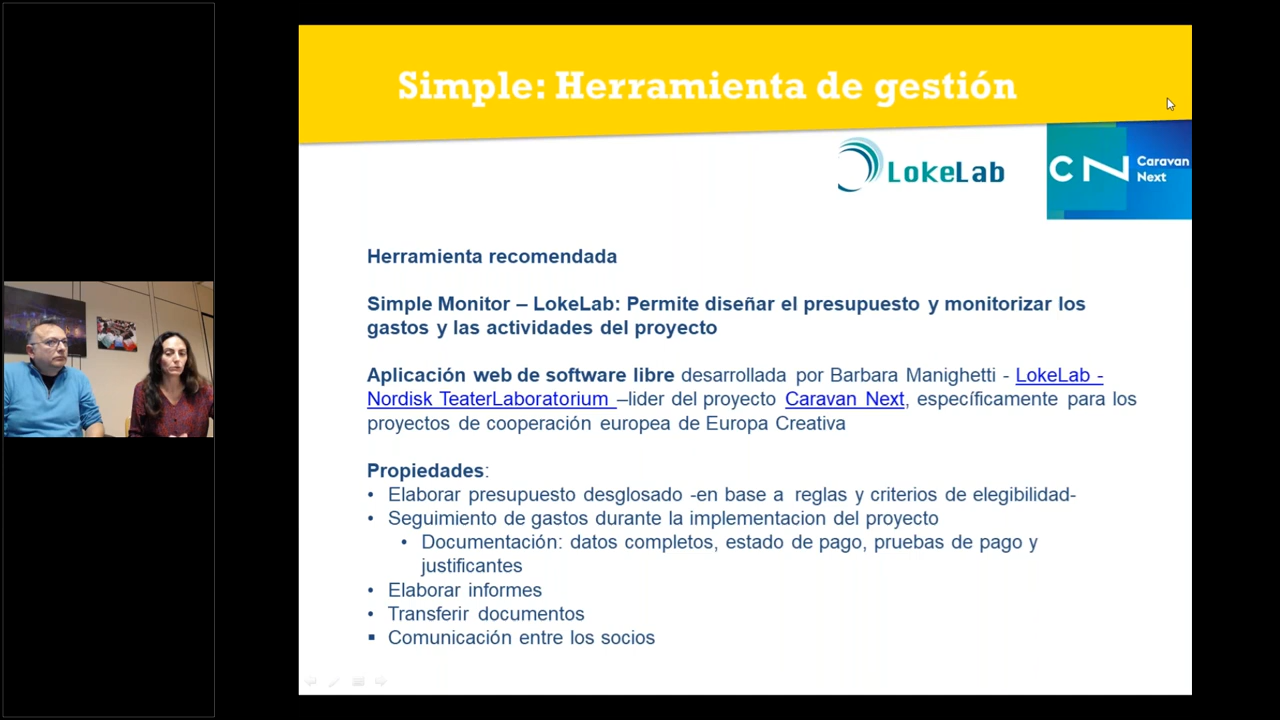 Simple: Herramienta de gestión
LokeLab
CN Caravan
Next
Herramienta recomendada
Simple Monitor – LokeLab: Permite diseñar el presupuesto y monitorizar los
gastos y las actividades del proyecto
Aplicación web de software libre desarrollada por Barbara Manighetti - LokeLab -
Nordisk TeaterLaboratorium –lider del proyecto Caravan Next, específicamente para los
proyectos de cooperación europea de Europa Creativa
Propiedades:
• Elaborar presupuesto desglosado -en base a reglas y criterios de elegibilidad-
• Seguimiento de gastos durante la implementacion del proyecto
• Documentación: datos completos, estado de pago, pruebas de pago y
justificantes
• Elaborar informes
• Transferir documentos
▪ Comunicación entre los socios